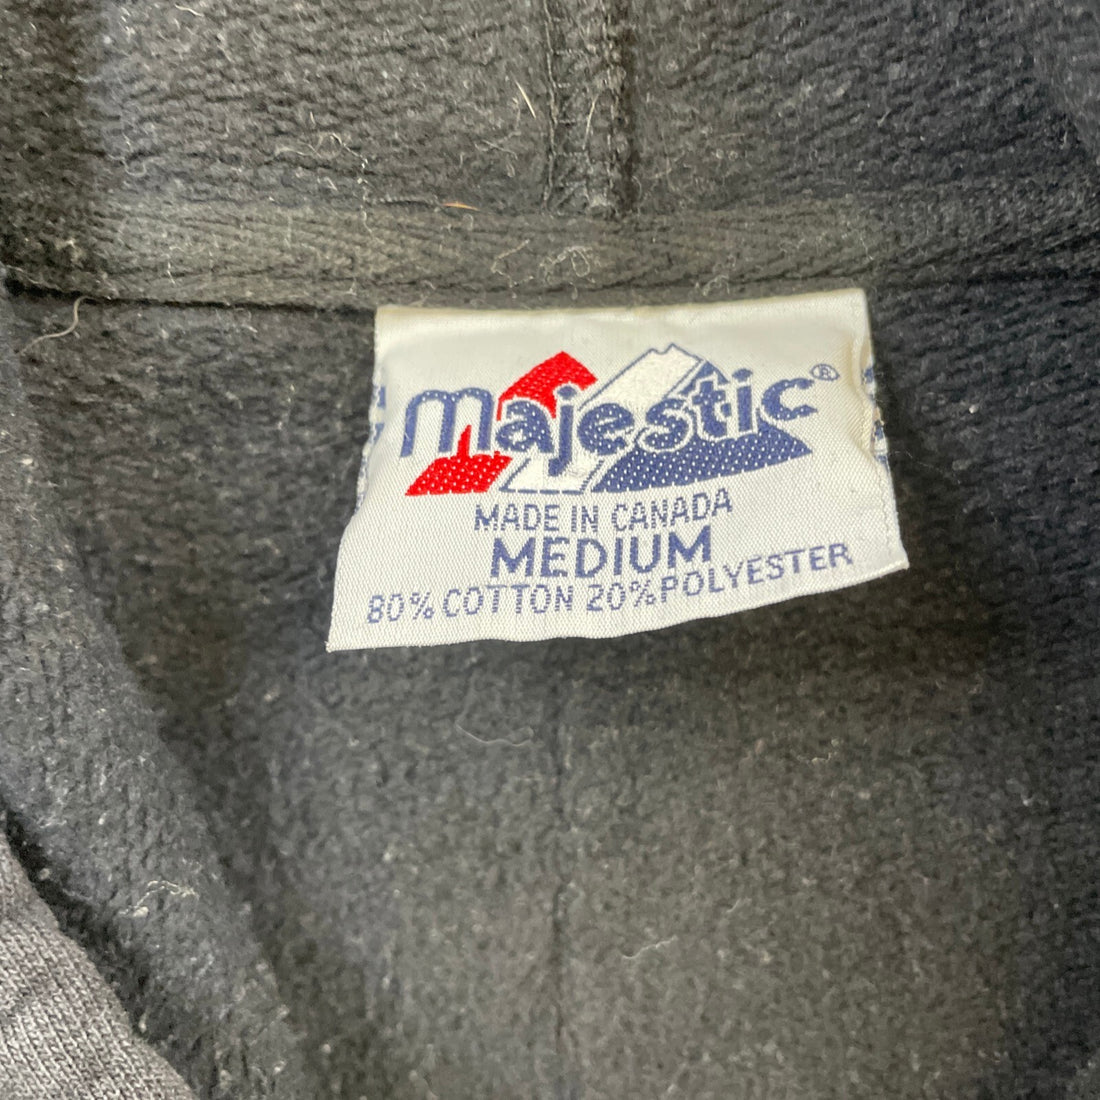 majestic®
MADE IN CANADA
MEDIUM
80% COTTON 20% POLYESTER